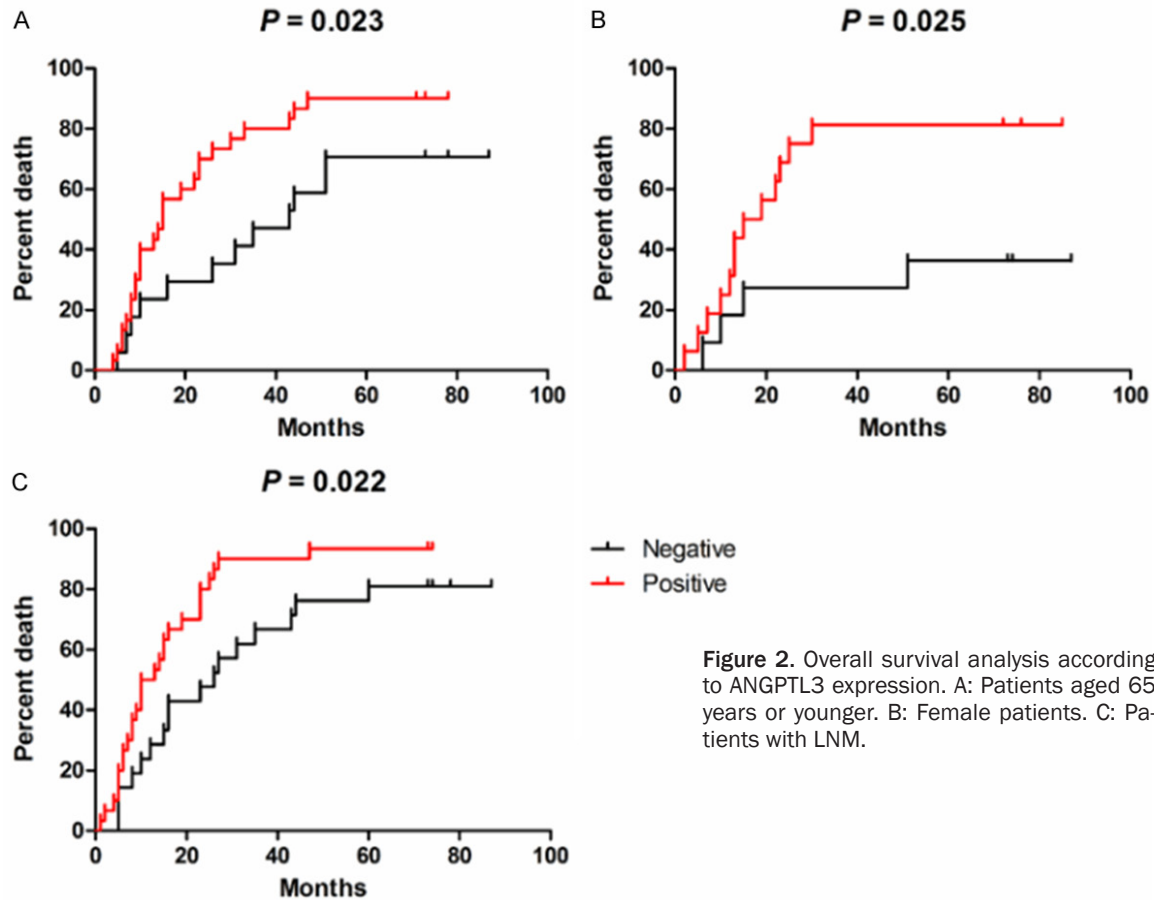 A
P = 0.023
100
80
60
40
20
0
Percent death
0 20 40 60 80 100
Months
B
P = 0.025
100
80
60
40
20
0
Percent death
0 20 40 60 80 100
Months
C
P = 0.022
100
80
60
40
20
0
Percent death
0 20 40 60 80 100
Months
Negative
Positive
Figure 2. Overall survival analysis according
to ANGPTL3 expression. A: Patients aged 65
years or younger. B: Female patients. C: Pa-
tients with LNM.